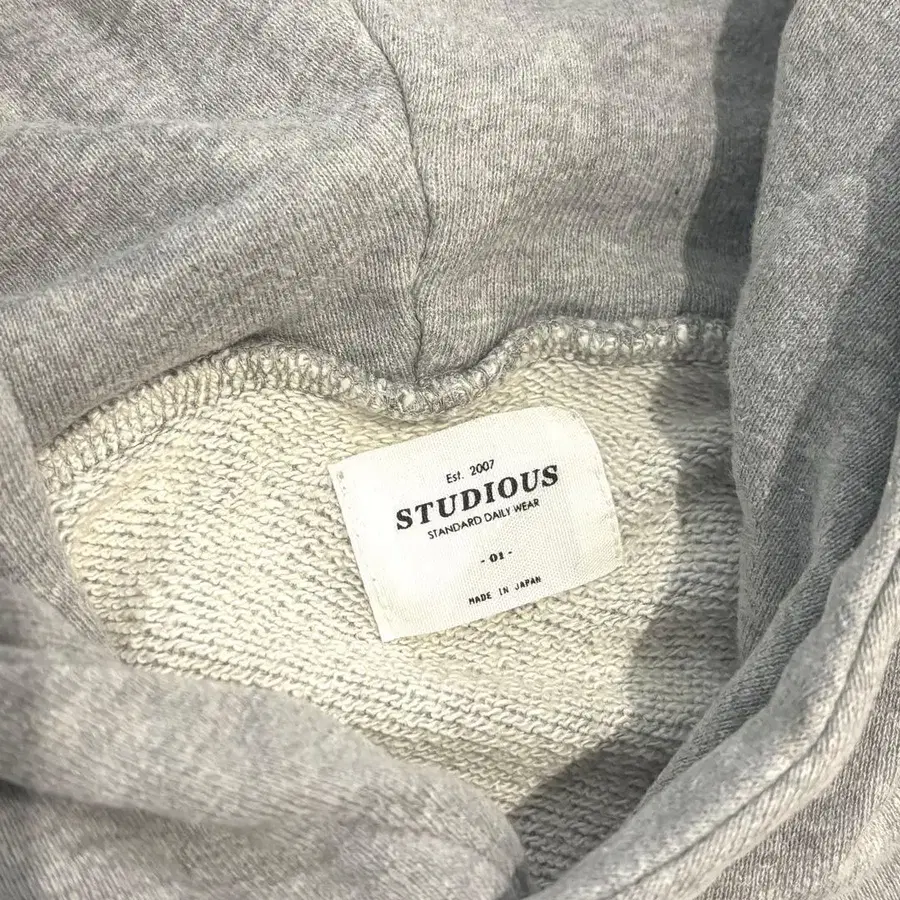 Est. 2007
STUDIOUS
STANDARD DAILY WEAR
- 01 -
MADE IN JAPAN